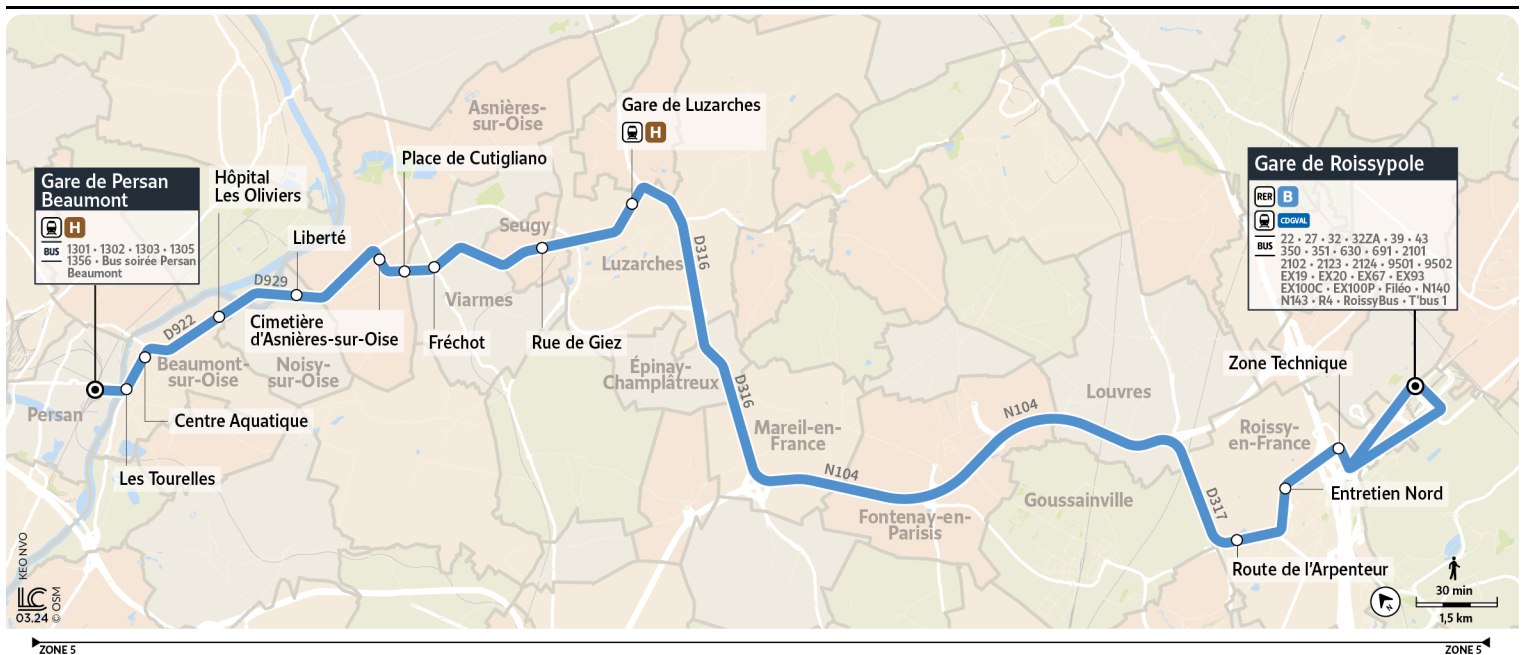 Gare de Persan
Beaumont
H
BUS
1301 • 1302 • 1303 • 1305
1356 • Bus soirée Persan
Beaumont
Hôpital
Les Oliviers
Liberté
Place de Cutigliano
Asnières-
sur-Oise
Gare de Luzarches
H
Gare de Roissypole
RER B
CDGVAL
BUS
22 • 27 • 32 • 32ZA • 39 • 43
350 • 351 • 630 • 691 • 2101
2102 • 2123 • 2124 • 9501 • 9502
EX19 • EX20 • EX67 • EX93
EX100C • EX100P • Filéo • N140
N143 • R4 • RoissyBus • T'bus 1
Seugy
Luzarches
D316
Viarmes
D929
D922
Cimetière
d'Asnières-sur-Oise
Fréchot
Rue de Giez
Beaumont-
sur-Oise
Noisy-
sur-Oise
Épinay-
Champlâtreux
D316
Persan
Centre Aquatique
Les Tourelles
Mareil-en-
France
N104
N104
Louvres
Fontenay-en-
Parisis
Goussainville
D317
Roissy-
en-France
Zone Technique
Entretien Nord
Route de l'Arpenteur
KEO NVO
LC
03.24
© OSM
N
30 min
1,5 km
ZONE 5
ZONE 5